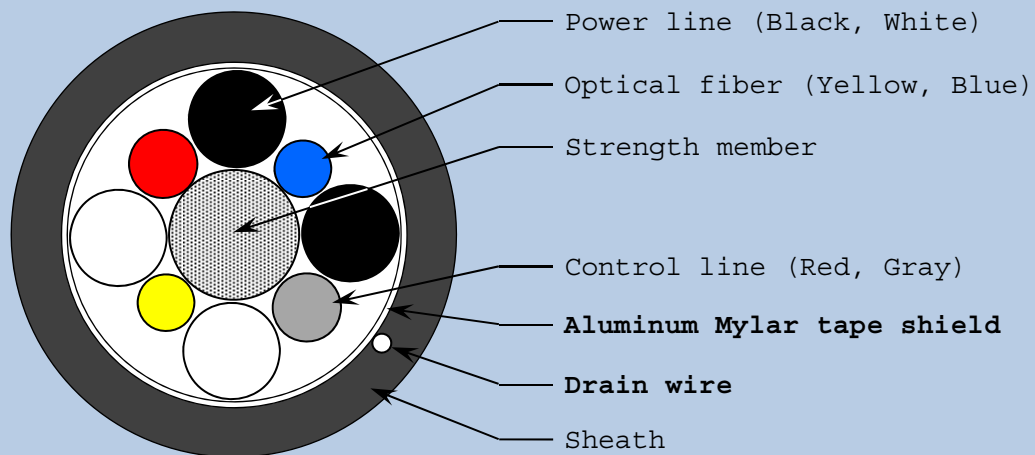 Power line (Black, White)
Optical fiber (Yellow, Blue)
Strength member
Control line (Red, Gray)
Aluminum Mylar tape shield
Drain wire
Sheath